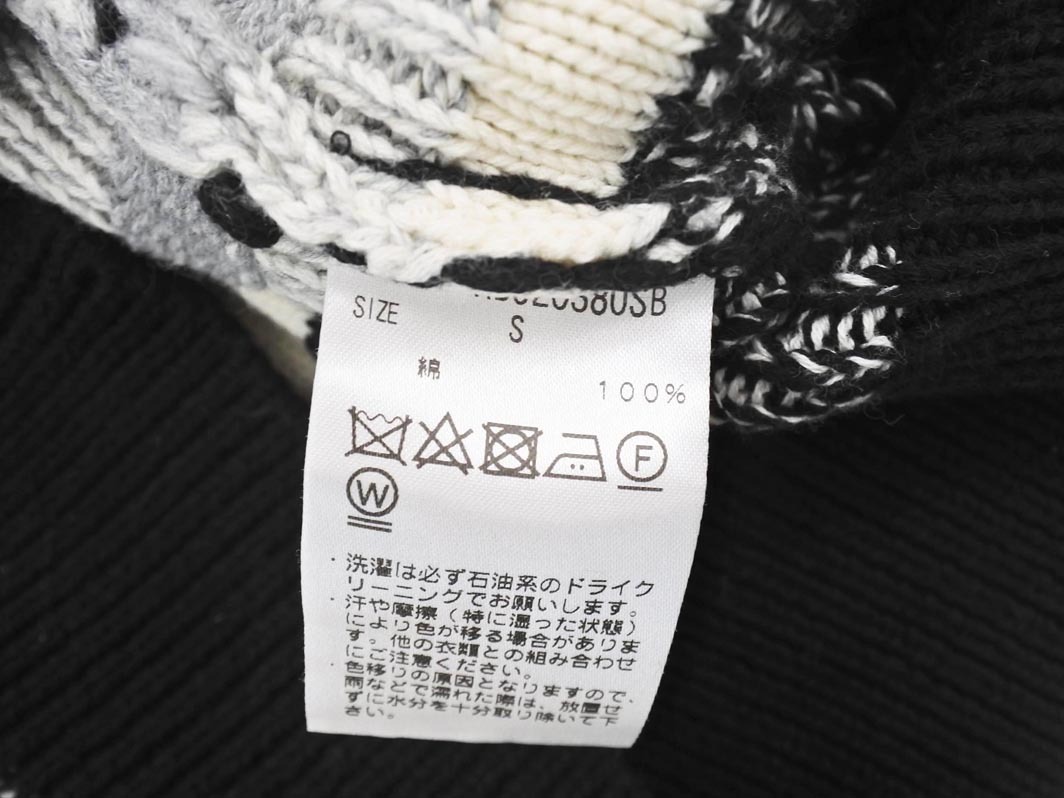 SIZE
S
綿
100%
F
W
・洗濯は必ず石油系のドライク
リーニングでお願いします。
・汗や摩擦（特に湿った状態）
により色が移る場合がありま
す。他の衣類との組み合わせ
にご注意ください。
・色移りの原因となりますので、
雨などで濡れた際は、放置せ
ずに水分を十分取り除いて下
さい。